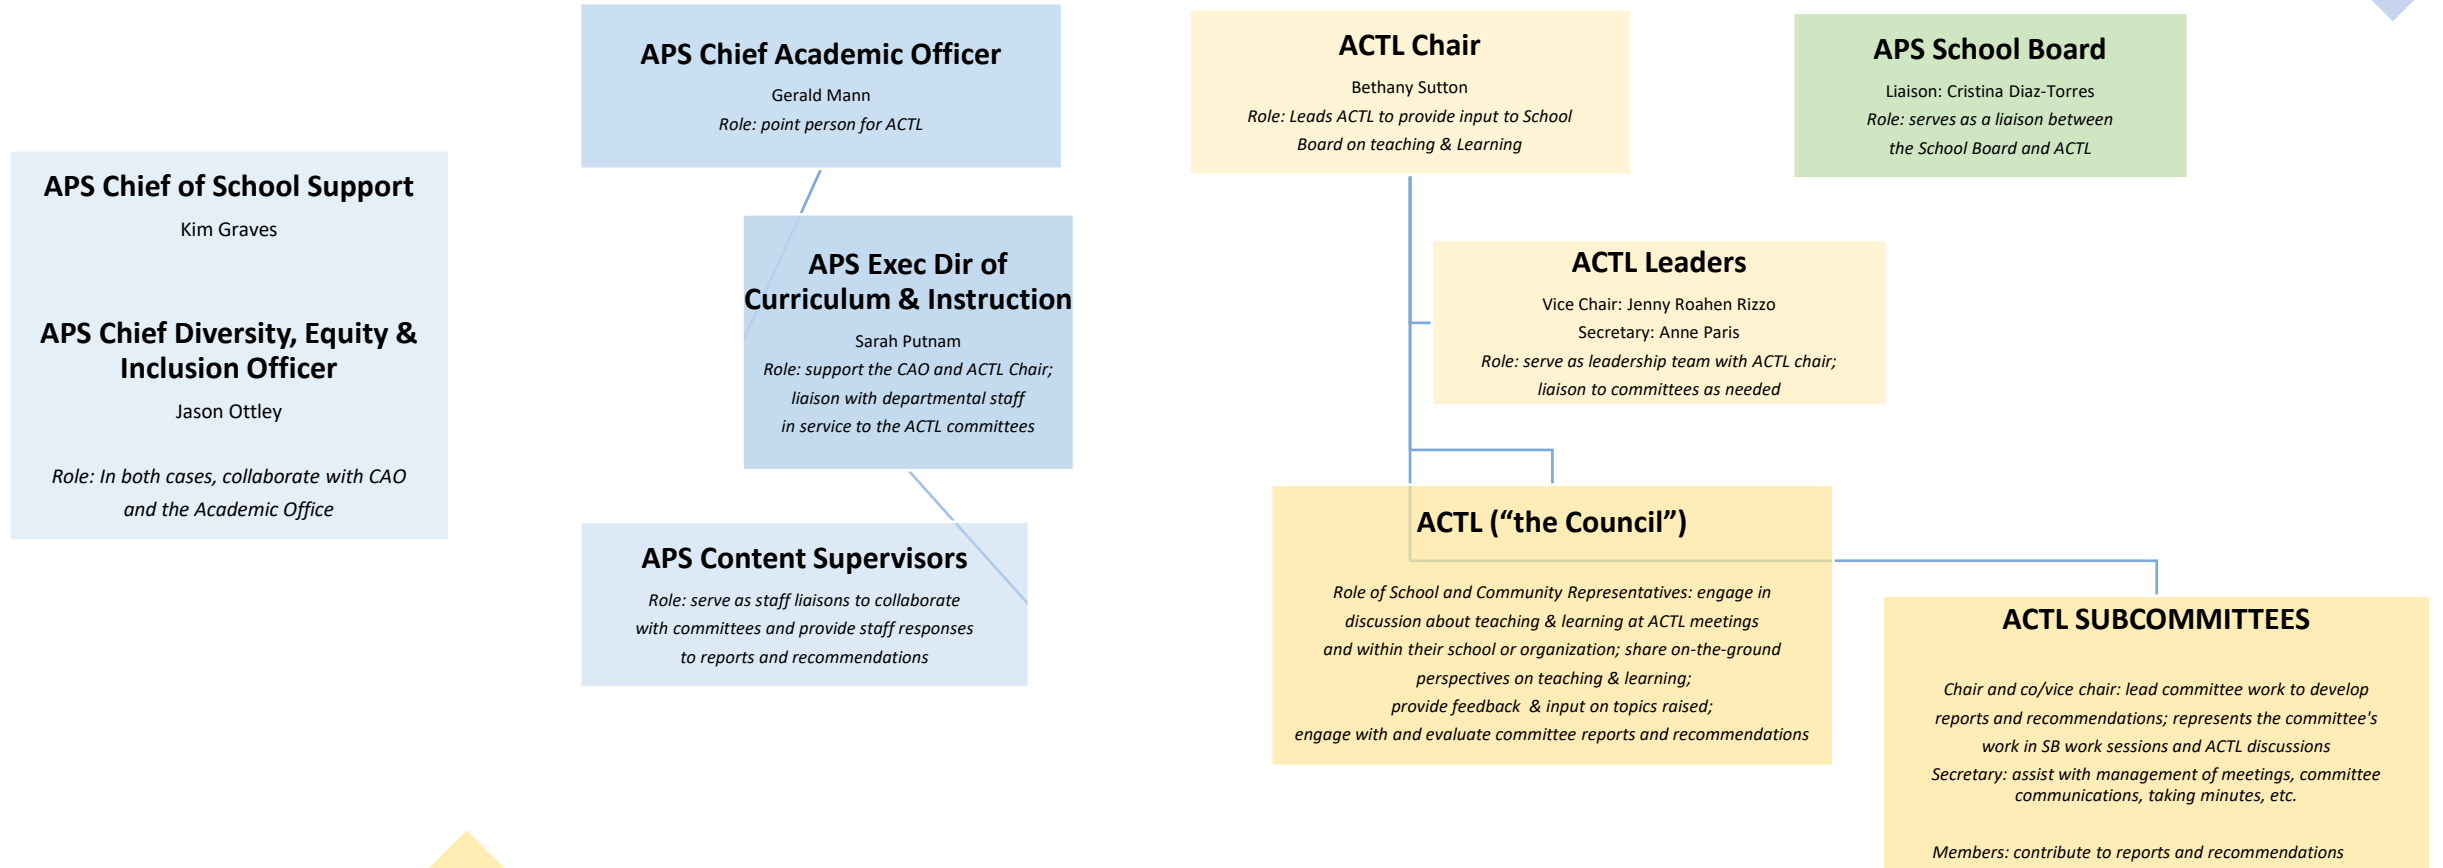 APS Chief of School Support
Kim Graves
APS Chief Diversity, Equity &
Inclusion Officer
Jason Ottley
Role: In both cases, collaborate with CAO
and the Academic Office
APS Chief Academic Officer
Gerald Mann
Role: point person for ACTL
APS Exec Dir of
Curriculum & Instruction
Sarah Putnam
Role: support the CAO and ACTL Chair;
liaison with departmental staff
in service to the ACTL committees
APS Content Supervisors
Role: serve as staff liaisons to collaborate
with committees and provide staff responses
to reports and recommendations
ACTL Chair
Bethany Sutton
Role: Leads ACTL to provide input to School
Board on teaching & Learning
APS School Board
Liaison: Cristina Diaz-Torres
Role: serves as a liaison between
the School Board and ACTL
ACTL Leaders
Vice Chair: Jenny Roahen Rizzo
Secretary: Anne Paris
Role: serve as leadership team with ACTL chair;
liaison to committees as needed
ACTL (“the Council”)
Role of School and Community Representatives: engage in
discussion about teaching & learning at ACTL meetings
and within their school or organization; share on-the-ground
perspectives on teaching & learning;
provide feedback & input on topics raised;
engage with and evaluate committee reports and recommendations
ACTL SUBCOMMITTEES
Chair and co/vice chair: lead committee work to develop
reports and recommendations; represents the committee's
work in SB work sessions and ACTL discussions
Secretary: assist with management of meetings, committee
communications, taking minutes, etc.
Members: contribute to reports and recommendations